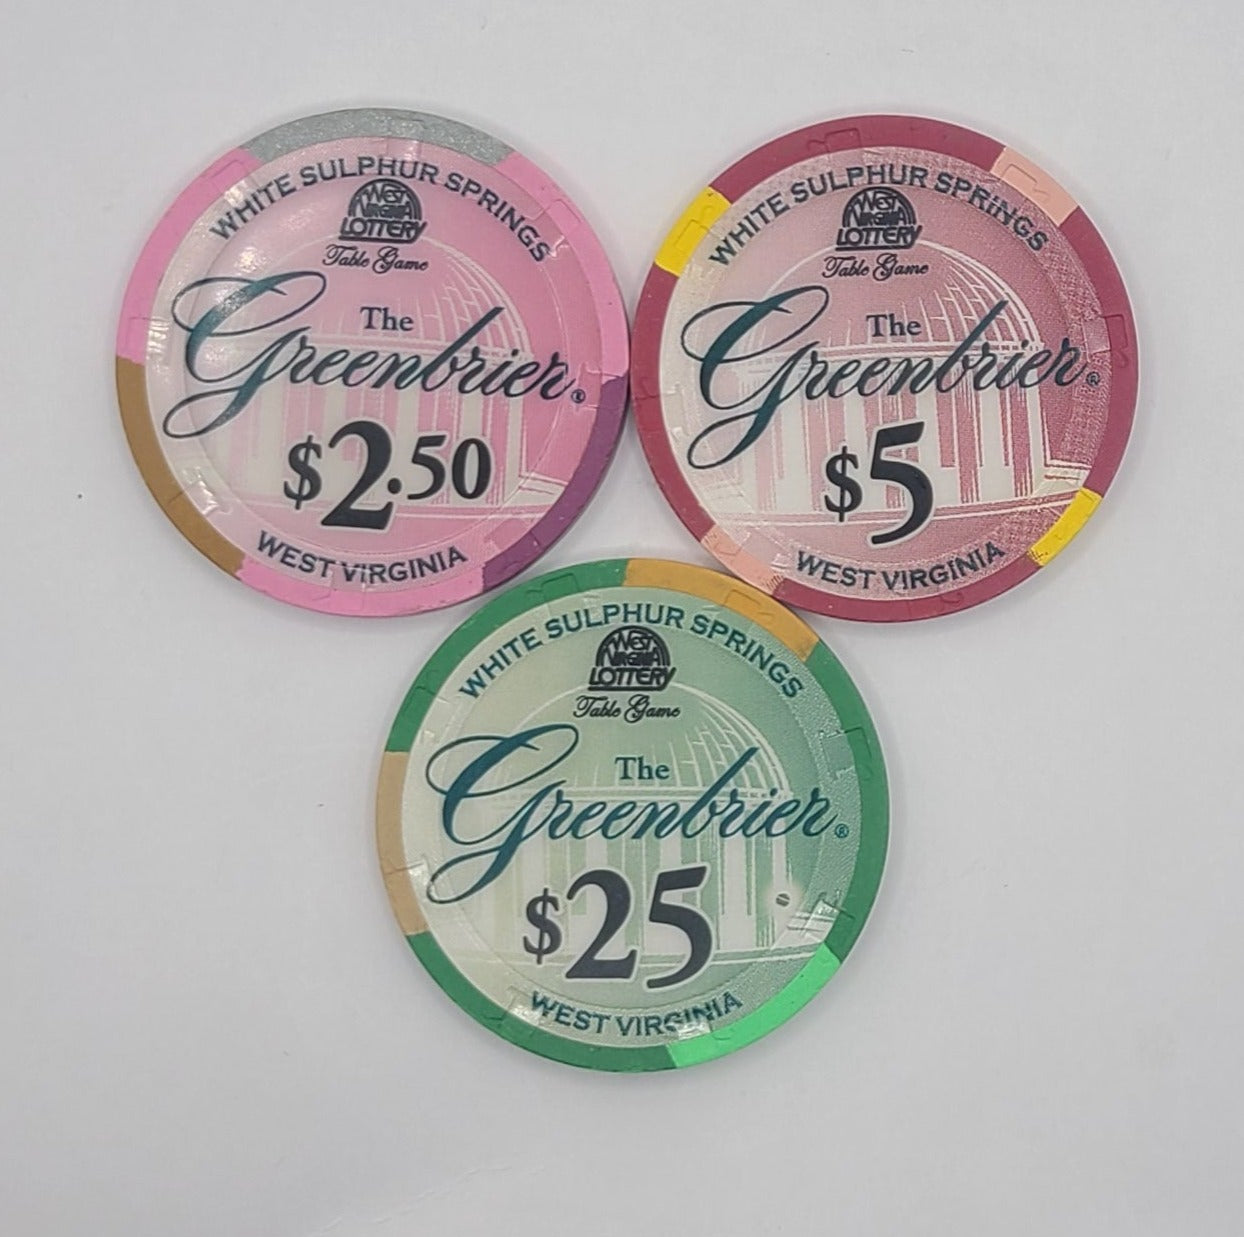 WHITE SULPHUR SPRINGS
WEST
VIRGINIA
LOTTERY
Table Game
The
Greenbrier®
$2.50
WEST VIRGINIA
WHITE SULPHUR SPRINGS
WEST
VIRGINIA
LOTTERY
Table Game
The
Greenbrier®
$5
WEST VIRGINIA
WHITE SULPHUR SPRINGS
WEST
VIRGINIA
LOTTERY
Table Game
The
Greenbrier®
$25
WEST VIRGINIA